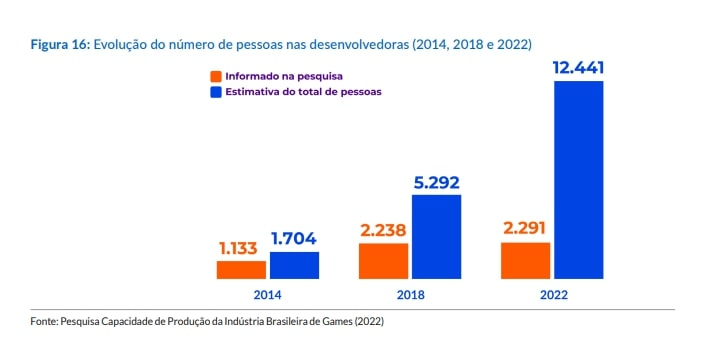 Figura 16: Evolução do número de pessoas nas desenvolvedoras (2014, 2018 e 2022)
Informado na pesquisa
Estimativa do total de pessoas
12.441
5.292
2.238
2.291
1.133
1.704
2014
2018
2022
Fonte: Pesquisa Capacidade de Produção da Indústria Brasileira de Games (2022)